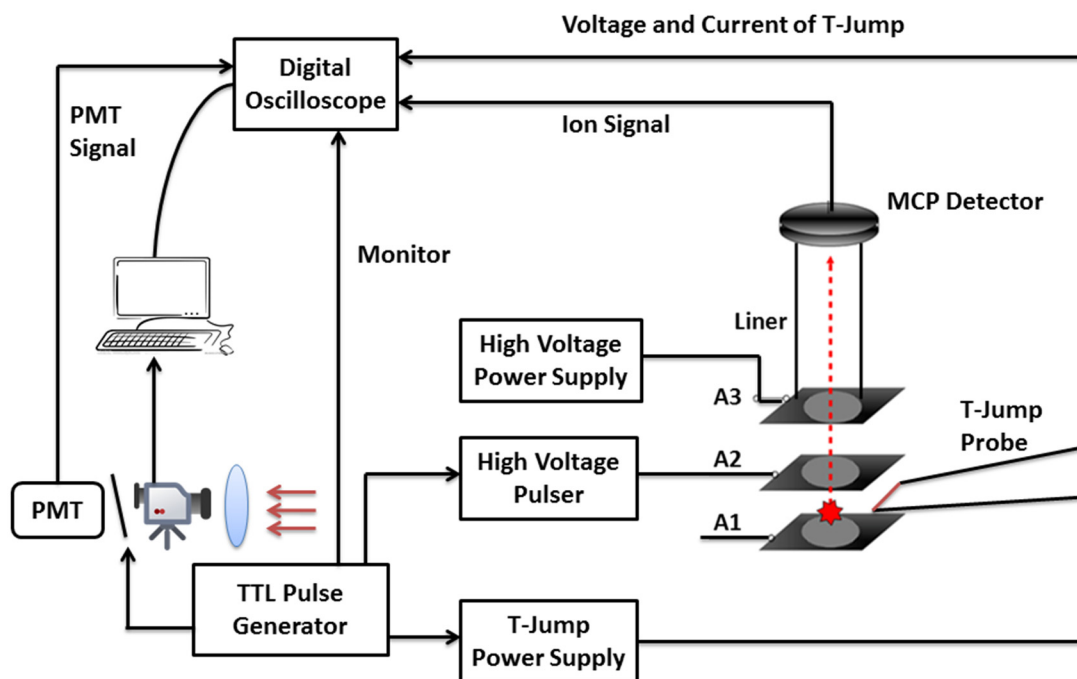 Voltage and Current of T-Jump
Digital
Oscilloscope
PMT
Signal
Ion Signal
MCP Detector
Monitor
Liner
High Voltage
Power Supply
A3
T-Jump
Probe
High Voltage
Pulser
A2
PMT
A1
TTL Pulse
Generator
T-Jump
Power Supply